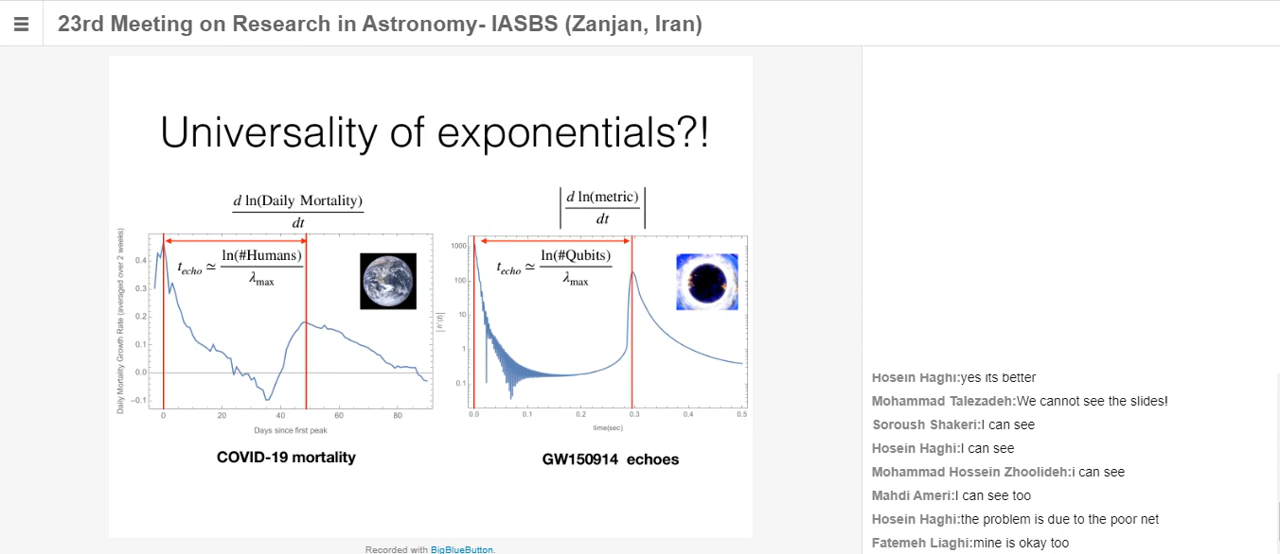 ☰ 23rd Meeting on Research in Astronomy- IASBS (Zanjan, Iran)
Universality of exponentials?!
d ln(Daily Mortality)
dt
t_echo ≃ ln(#Humans)
λ_max
Daily Mortality Growth Rate (averaged over 2 weeks)
0.4
0.3
0.2
0.1
0.0
-0.1
0 20 40 60 80
Days since first peak
COVID-19 mortality
|d ln(metric)|
dt
t_echo ≃ ln(#Qubits)
λ_max
1000
100
10
1
0.1
0.0 0.1 0.2 0.3 0.4 0.5
time(sec)
GW150914 echoes
Recorded with BigBlueButton.
Hosein Haghi:yes its better
Mohammad Talezadeh:We cannot see the slides!
Soroush Shakeri:I can see
Hosein Haghi:I can see
Mohammad Hossein Zhoolideh:i can see
Mahdi Ameri:I can see too
Hosein Haghi:the problem is due to the poor net
Fatemeh Liaghi:mine is okay too